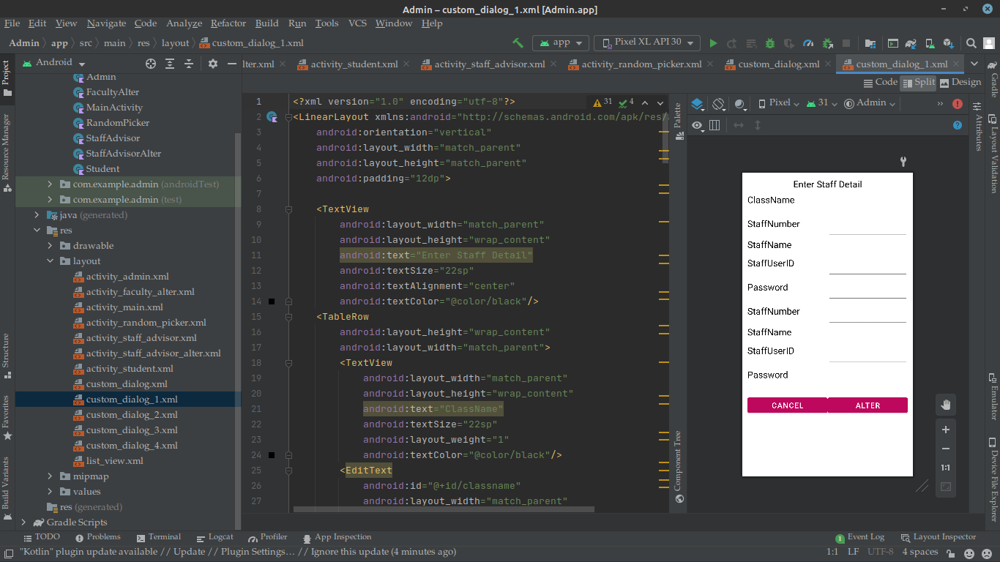 Admin – custom_dialog_1.xml [Admin.app]
File Edit View Navigate Code Analyze Refactor Build Run Tools VCS Window Help
Admin app src main res layout custom_dialog_1.xml
app Pixel XL API 30
Android
lter.xml activity_student.xml activity_staff_advisor.xml activity_random_picker.xml custom_dialog.xml custom_dialog_1.xml
Code Split Design
Project
Resource Manager
Structure
Favorites
Build Variants
Admin
FacultyAlter
MainActivity
RandomPicker
StaffAdvisor
StaffAdvisorAlter
Student
com.example.admin (androidTest)
com.example.admin (test)
java (generated)
res
drawable
layout
activity_admin.xml
activity_faculty_alter.xml
activity_main.xml
activity_random_picker.xml
activity_staff_advisor.xml
activity_staff_advisor_alter.xml
activity_student.xml
custom_dialog.xml
custom_dialog_1.xml
custom_dialog_2.xml
custom_dialog_3.xml
custom_dialog_4.xml
list_view.xml
mipmap
values
res (generated)
Gradle Scripts
31 4
1 <?xml version="1.0" encoding="utf-8"?>
2 <LinearLayout xmlns:android="http://schemas.android.com/apk/res/
3 android:orientation="vertical"
4 android:layout_width="match_parent"
5 android:layout_height="match_parent"
6 android:padding="12dp">
7
8 <TextView
9 android:layout_width="match_parent"
10 android:layout_height="wrap_content"
11 android:text="Enter Staff Detail"
12 android:textSize="22sp"
13 android:textAlignment="center"
14 android:textColor="@color/black"/>
15 <TableRow
16 android:layout_height="wrap_content"
17 android:layout_width="match_parent">
18 <TextView
19 android:layout_width="match_parent"
20 android:layout_height="wrap_content"
21 android:text="ClassName"
22 android:textSize="22sp"
23 android:layout_weight="1"
24 android:textColor="@color/black"/>
25 <EditText
26 android:id="@+id/classname"
27 android:layout_width="match_parent"
Palette
Component Tree
Pixel 31 Admin »
Enter Staff Detail
ClassName
StaffNumber
StaffName
StaffUserID
Password
StaffNumber
StaffName
StaffUserID
Password
CANCEL ALTER
1:1
Attributes
Gradle
Layout Validation
Emulator
Device File Explorer
TODO Problems Terminal Logcat Profiler App Inspection 1 Event Log Layout Inspector
"Kotlin" plugin update available // Update // Plugin Settings... // Ignore this update (4 minutes ago) 1:1 LF UTF-8 4 spaces